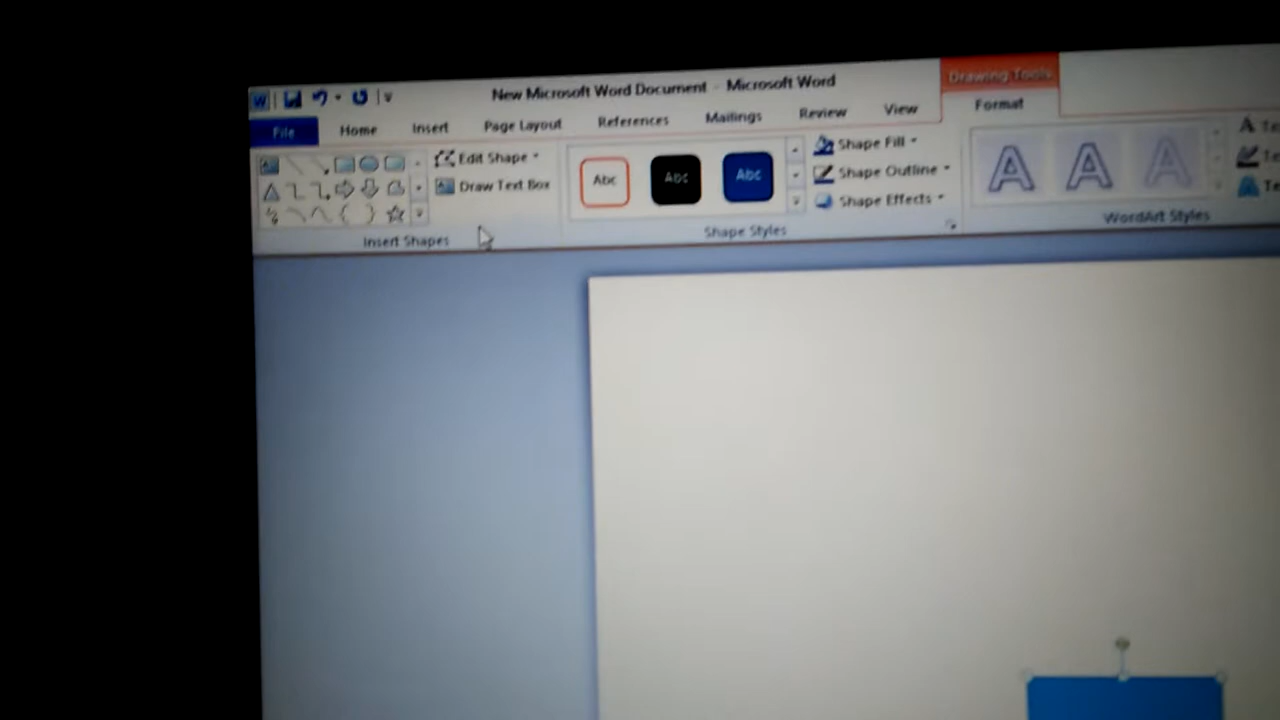 New Microsoft Word Document - Microsoft Word
Drawing Tools
File Home Insert Page Layout References Mailings Review View Format
Edit Shape
Draw Text Box
Insert Shapes
Abc Abc Abc
Shape Fill
Shape Outline
Shape Effects
Shape Styles
A A A
WordArt Styles
A